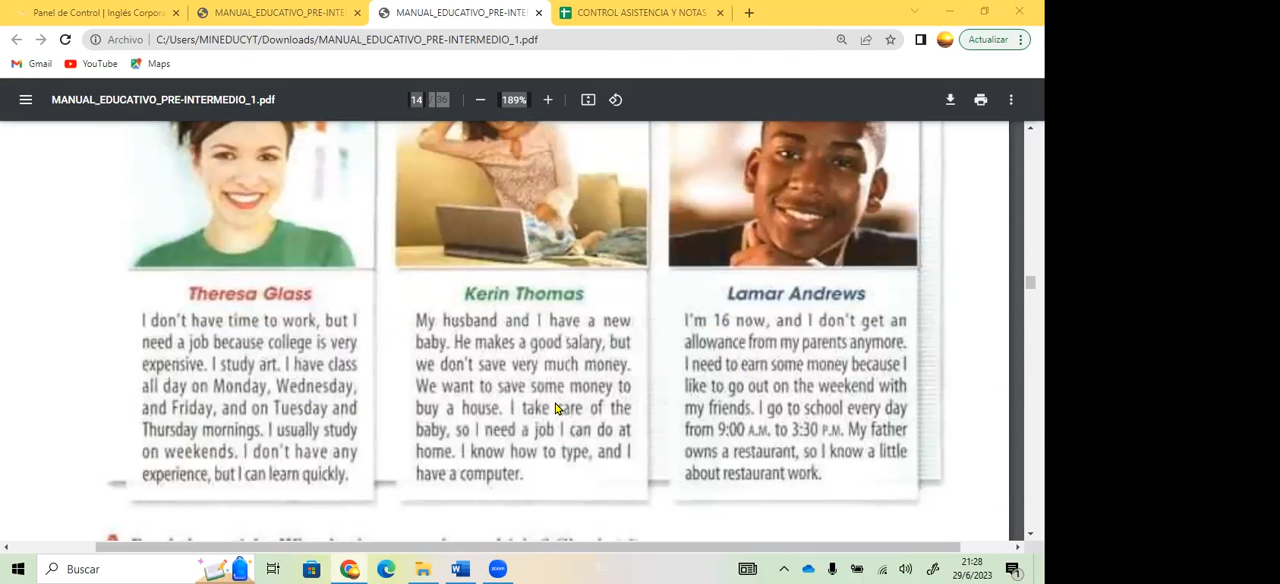 Panel de Control | Inglés Corpora
MANUAL_EDUCATIVO_PRE-INTE
MANUAL_EDUCATIVO_PRE-INTE
CONTROL ASISTENCIA Y NOTAS
Archivo
C:/Users/MINEDUCYT/Downloads/MANUAL_EDUCATIVO_PRE-INTERMEDIO_1.pdf
Actualizar
Gmail
YouTube
Maps
MANUAL_EDUCATIVO_PRE-INTERMEDIO_1.pdf
14 / 36
189%
Theresa Glass
I don't have time to work, but I
need a job because college is very
expensive. I study art. I have class
all day on Monday, Wednesday,
and Friday, and on Tuesday and
Thursday mornings. I usually study
on weekends. I don't have any
experience, but I can learn quickly.
Kerin Thomas
My husband and I have a new
baby. He makes a good salary, but
we don't save very much money.
We want to save some money to
buy a house. I take care of the
baby, so I need a job I can do at
home. I know how to type, and I
have a computer.
Lamar Andrews
I'm 16 now, and I don't get an
allowance from my parents anymore.
I need to earn some money because I
like to go out on the weekend with
my friends. I go to school every day
from 9:00 A.M. to 3:30 P.M. My father
owns a restaurant, so I know a little
about restaurant work.
Buscar
zoom
21:28
29/6/2023